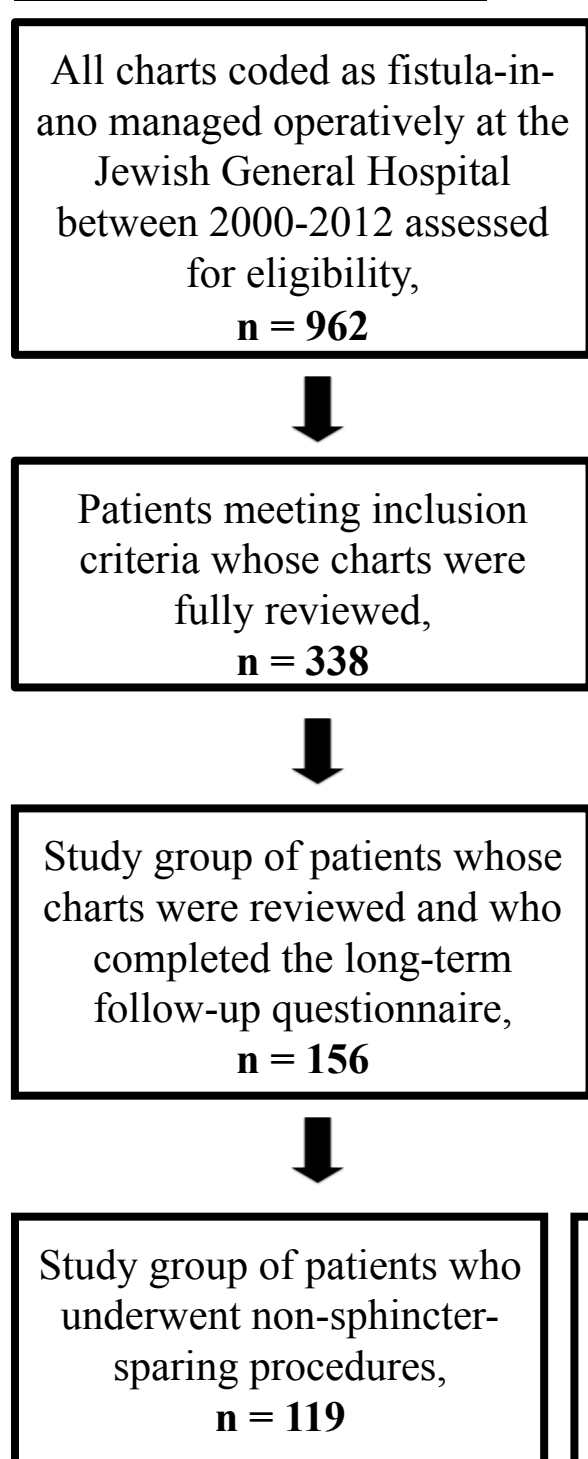 All charts coded as fistula-in-
ano managed operatively at the
Jewish General Hospital
between 2000-2012 assessed
for eligibility,
n = 962
Patients meeting inclusion
criteria whose charts were
fully reviewed,
n = 338
Study group of patients whose
charts were reviewed and who
completed the long-term
follow-up questionnaire,
n = 156
Study group of patients who
underwent non-sphincter-
sparing procedures,
n = 119